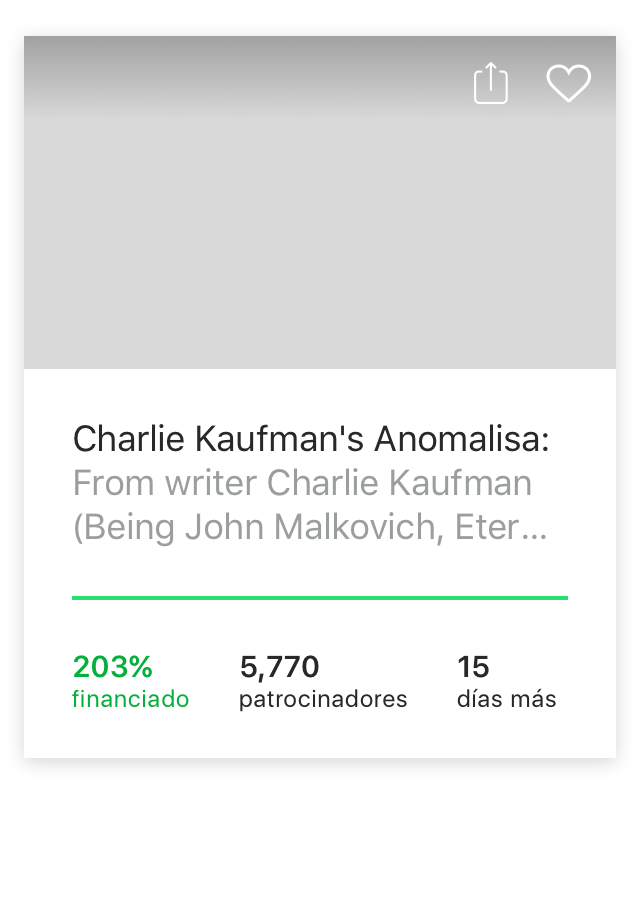 Charlie Kaufman's Anomalisa:
From writer Charlie Kaufman
(Being John Malkovich, Eter...
203% 5,770 15
financiado patrocinadores días más